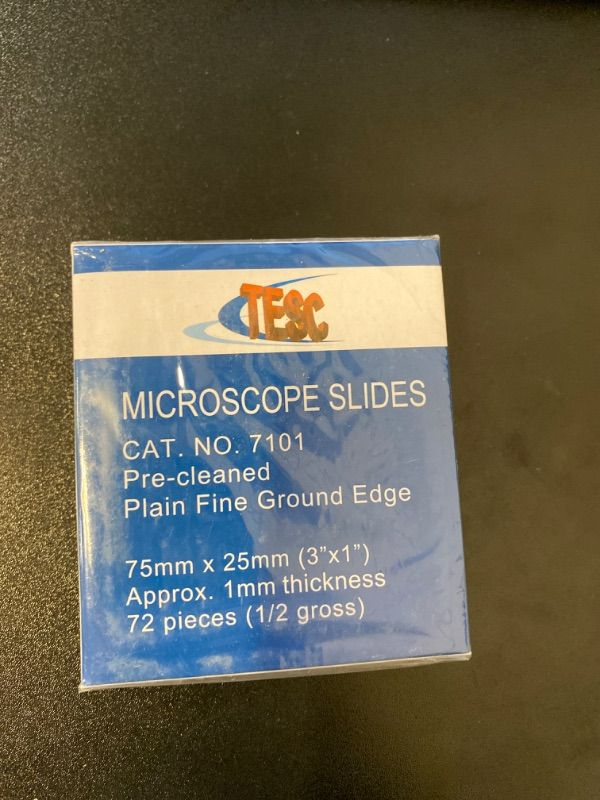 TESC
MICROSCOPE SLIDES
CAT. NO. 7101
Pre-cleaned
Plain Fine Ground Edge
75mm x 25mm (3”x1”)
Approx. 1mm thickness
72 pieces (1/2 gross)